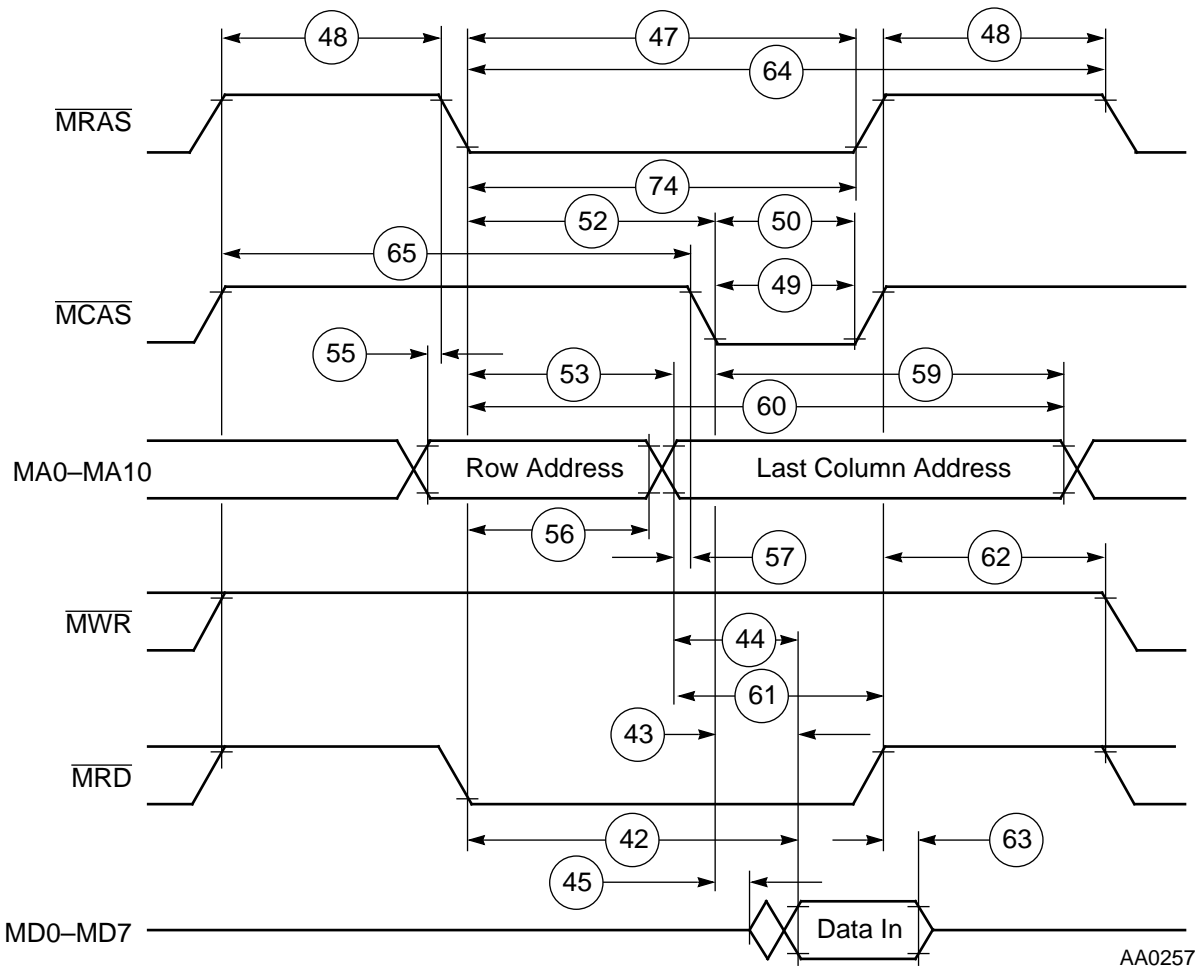 48 47 48
64
MRAS
74
52 50
65
49
MCAS
55
53 59
60
MA0–MA10 Row Address Last Column Address
56
57 62
MWR
44
61
43
MRD
42 63
45
MD0–MD7 Data In
AA0257